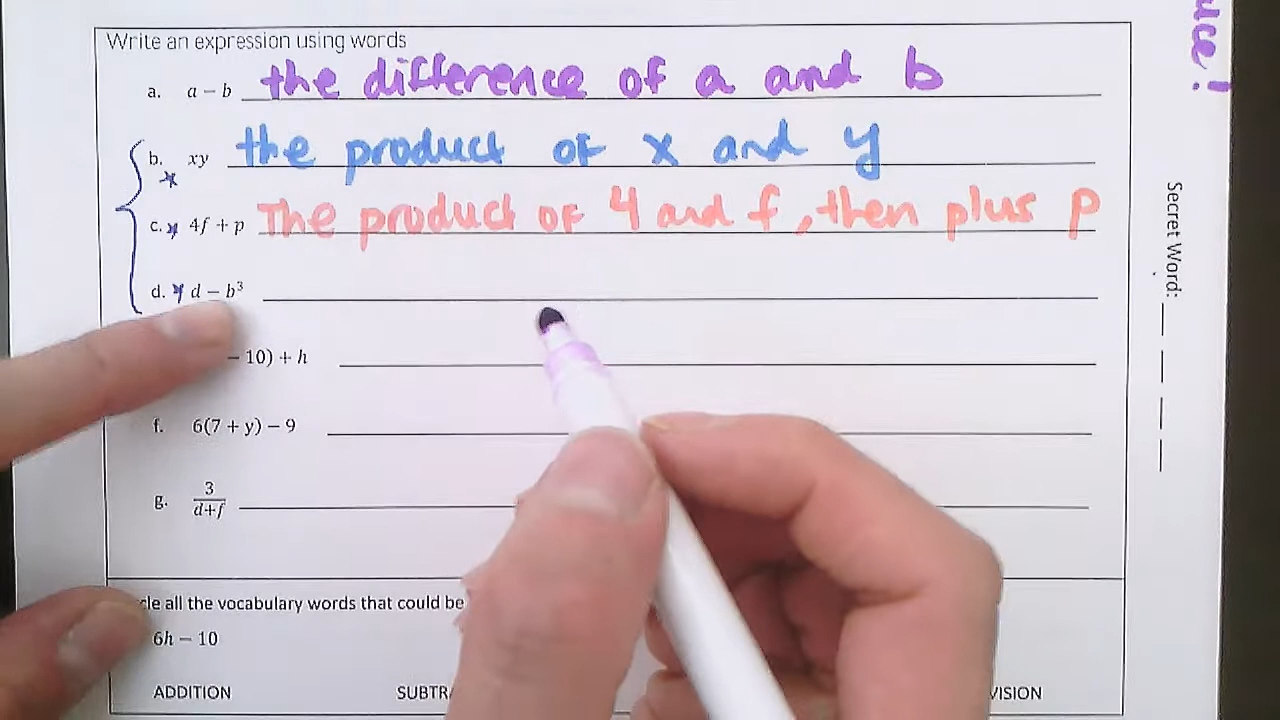 uce!
Write an expression using words
a. a – b the difference of a and b
b. xy the product of x and y
c. 4f + p The product of 4 and f, then plus p
d. d – b³
– 10) + h
f. 6(7 + y) – 9
g. 3/(d+f)
cle all the vocabulary words that could be
6h – 10
ADDITION SUBTRA VISION
Secret Word: _ _ _ _